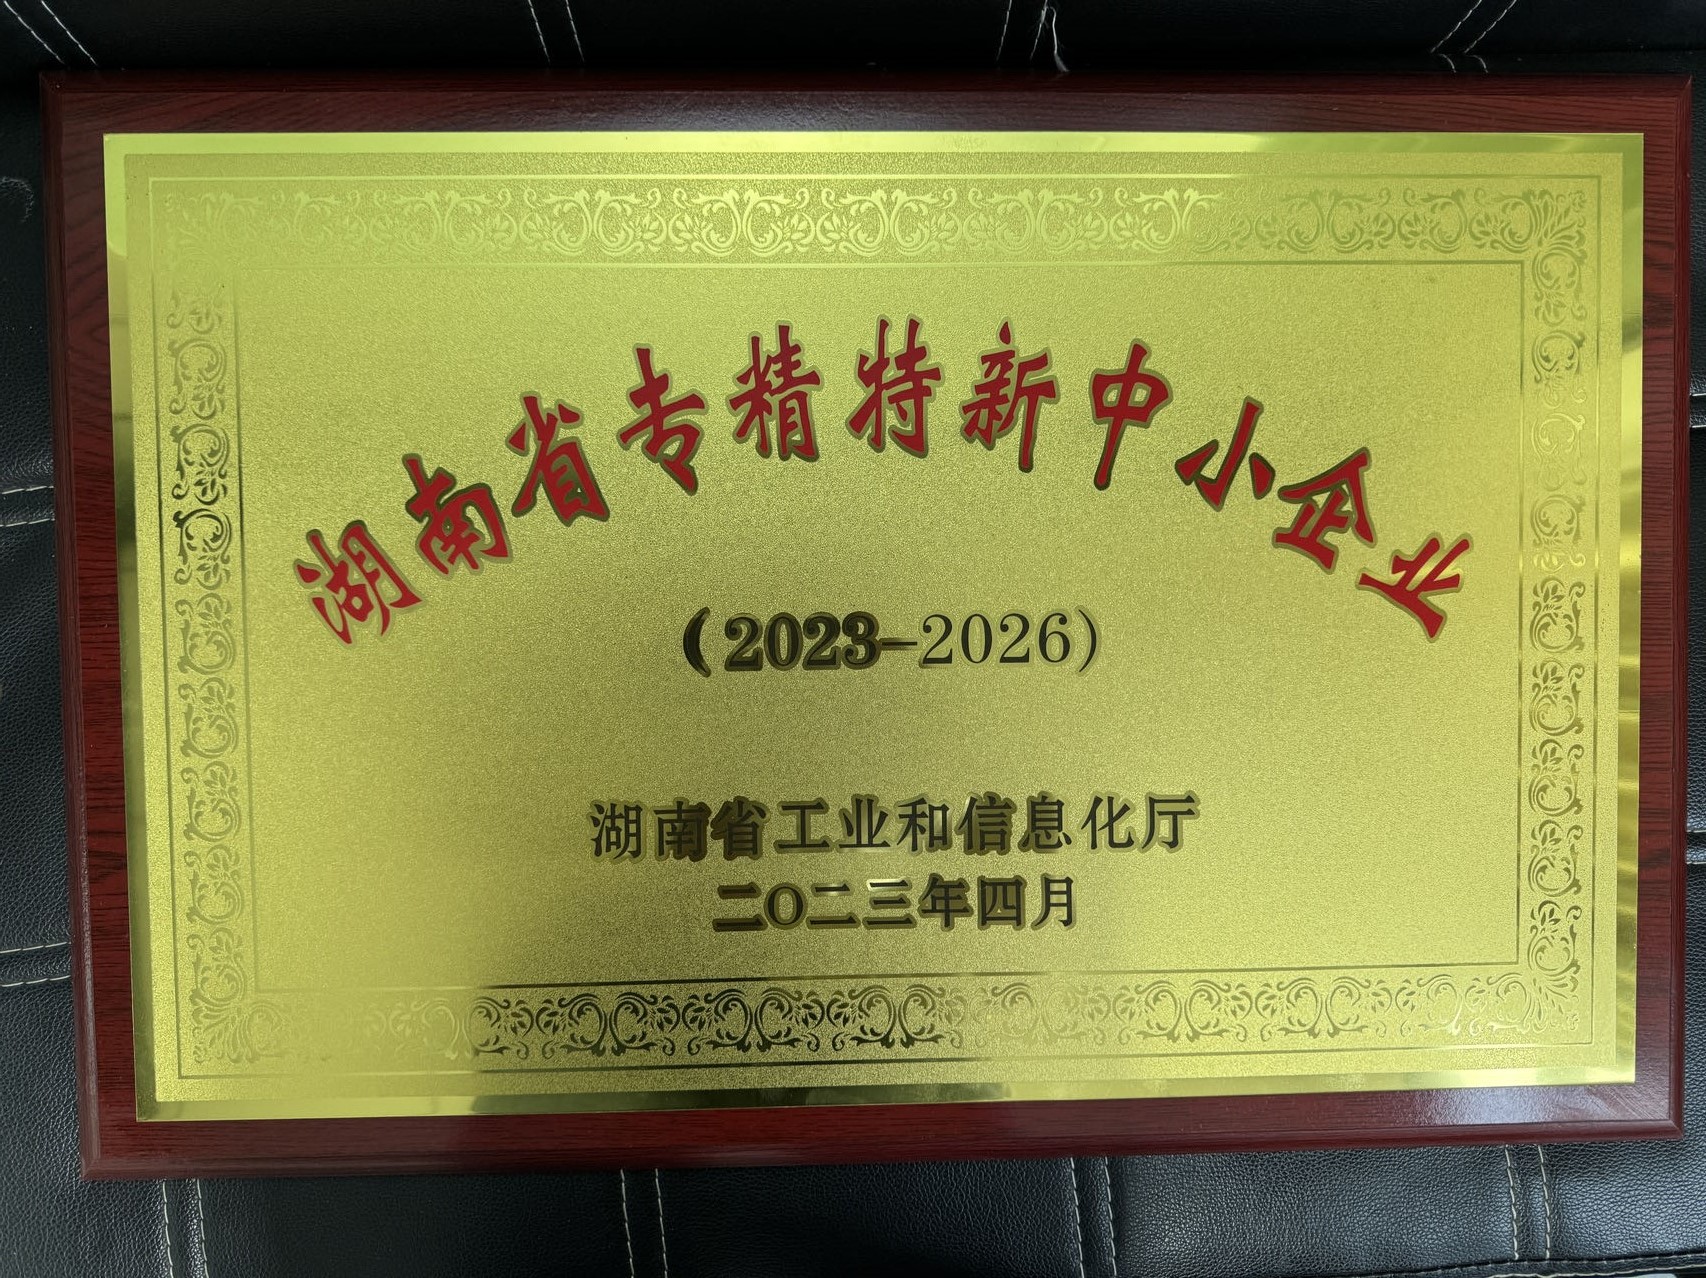 湖南省专精特新中小企业
(2023-2026)
湖南省工业和信息化厅
二O二三年四月